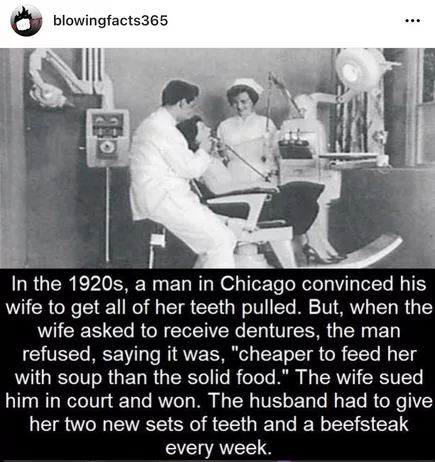 blowingfacts365
In the 1920s, a man in Chicago convinced his
wife to get all of her teeth pulled. But, when the
wife asked to receive dentures, the man
refused, saying it was, "cheaper to feed her
with soup than the solid food." The wife sued
him in court and won. The husband had to give
her two new sets of teeth and a beefsteak
every week.